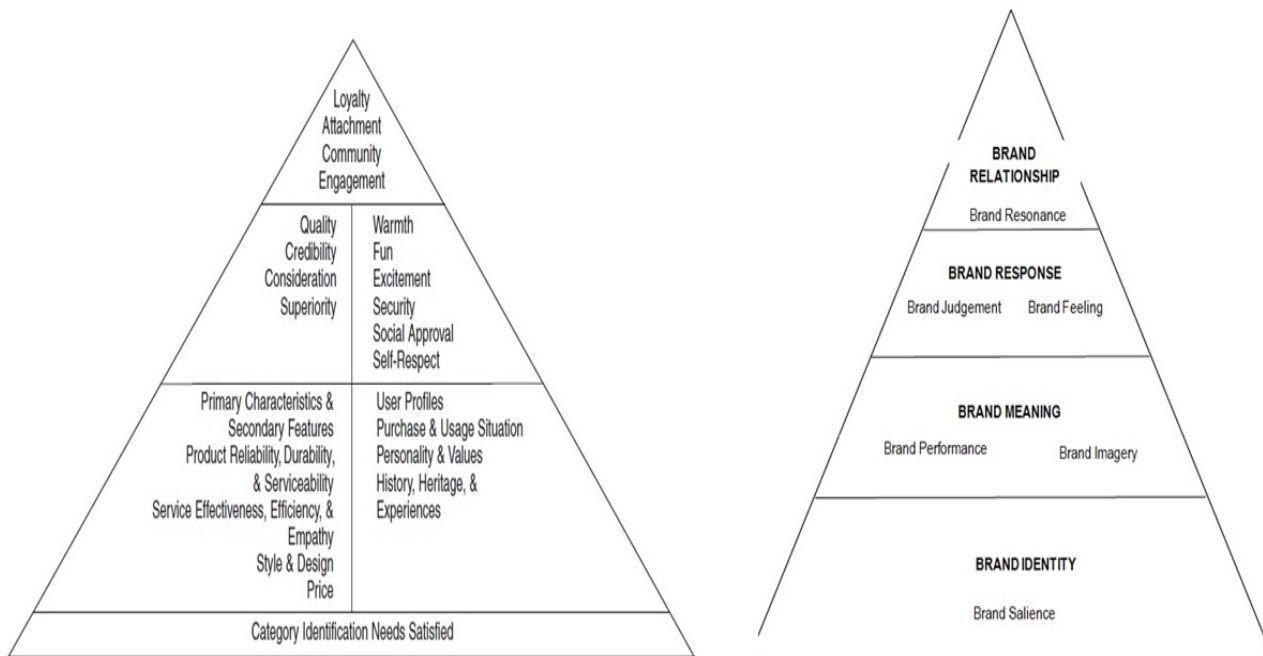 Loyalty
Attachment
Community
Engagement
Quality
Credibility
Consideration
Superiority
Warmth
Fun
Excitement
Security
Social Approval
Self-Respect
Primary Characteristics &
Secondary Features
Product Reliability, Durability,
& Serviceability
Service Effectiveness, Efficiency, &
Empathy
Style & Design
Price
User Profiles
Purchase & Usage Situation
Personality & Values
History, Heritage, &
Experiences
Category Identification Needs Satisfied
BRAND
RELATIONSHIP
Brand Resonance
BRAND RESPONSE
Brand Judgement Brand Feeling
BRAND MEANING
Brand Performance Brand Imagery
BRAND IDENTITY
Brand Salience